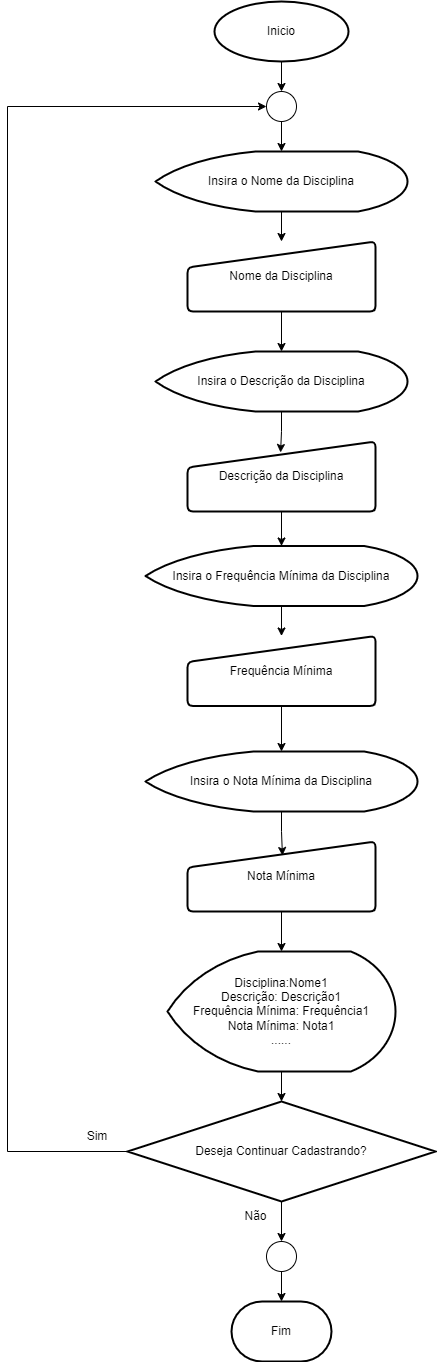 Inicio
Insira o Nome da Disciplina
Nome da Disciplina
Insira o Descrição da Disciplina
Descrição da Disciplina
Insira o Frequência Mínima da Disciplina
Frequência Mínima
Insira o Nota Mínima da Disciplina
Nota Mínima
Disciplina:Nome1
Descrição: Descrição1
Frequência Mínima: Frequência1
Nota Mínima: Nota1
......
Sim
Deseja Continuar Cadastrando?
Não
Fim